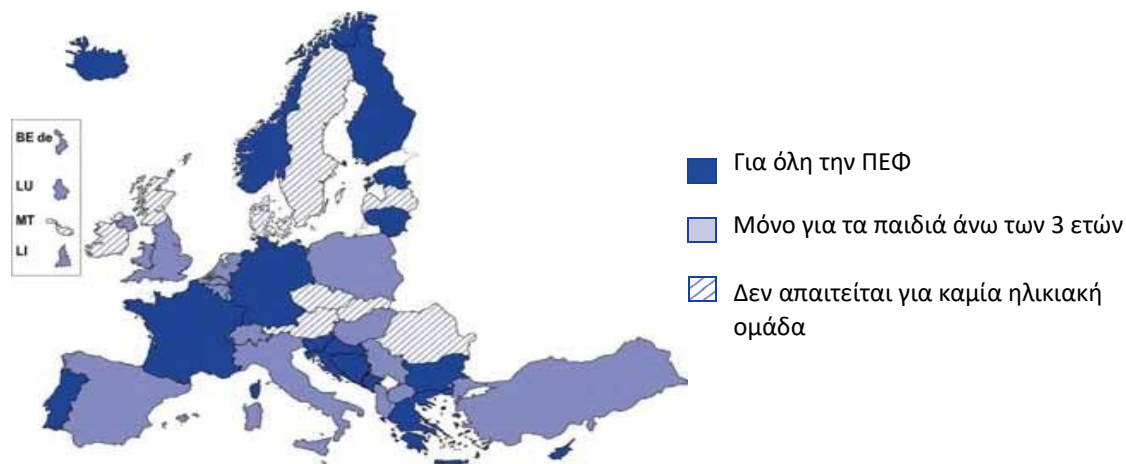 BE de
LU
MT
LI
Για όλη την ΠΕΦ
Μόνο για τα παιδιά άνω των 3 ετών
Δεν απαιτείται για καμία ηλικιακή
ομάδα